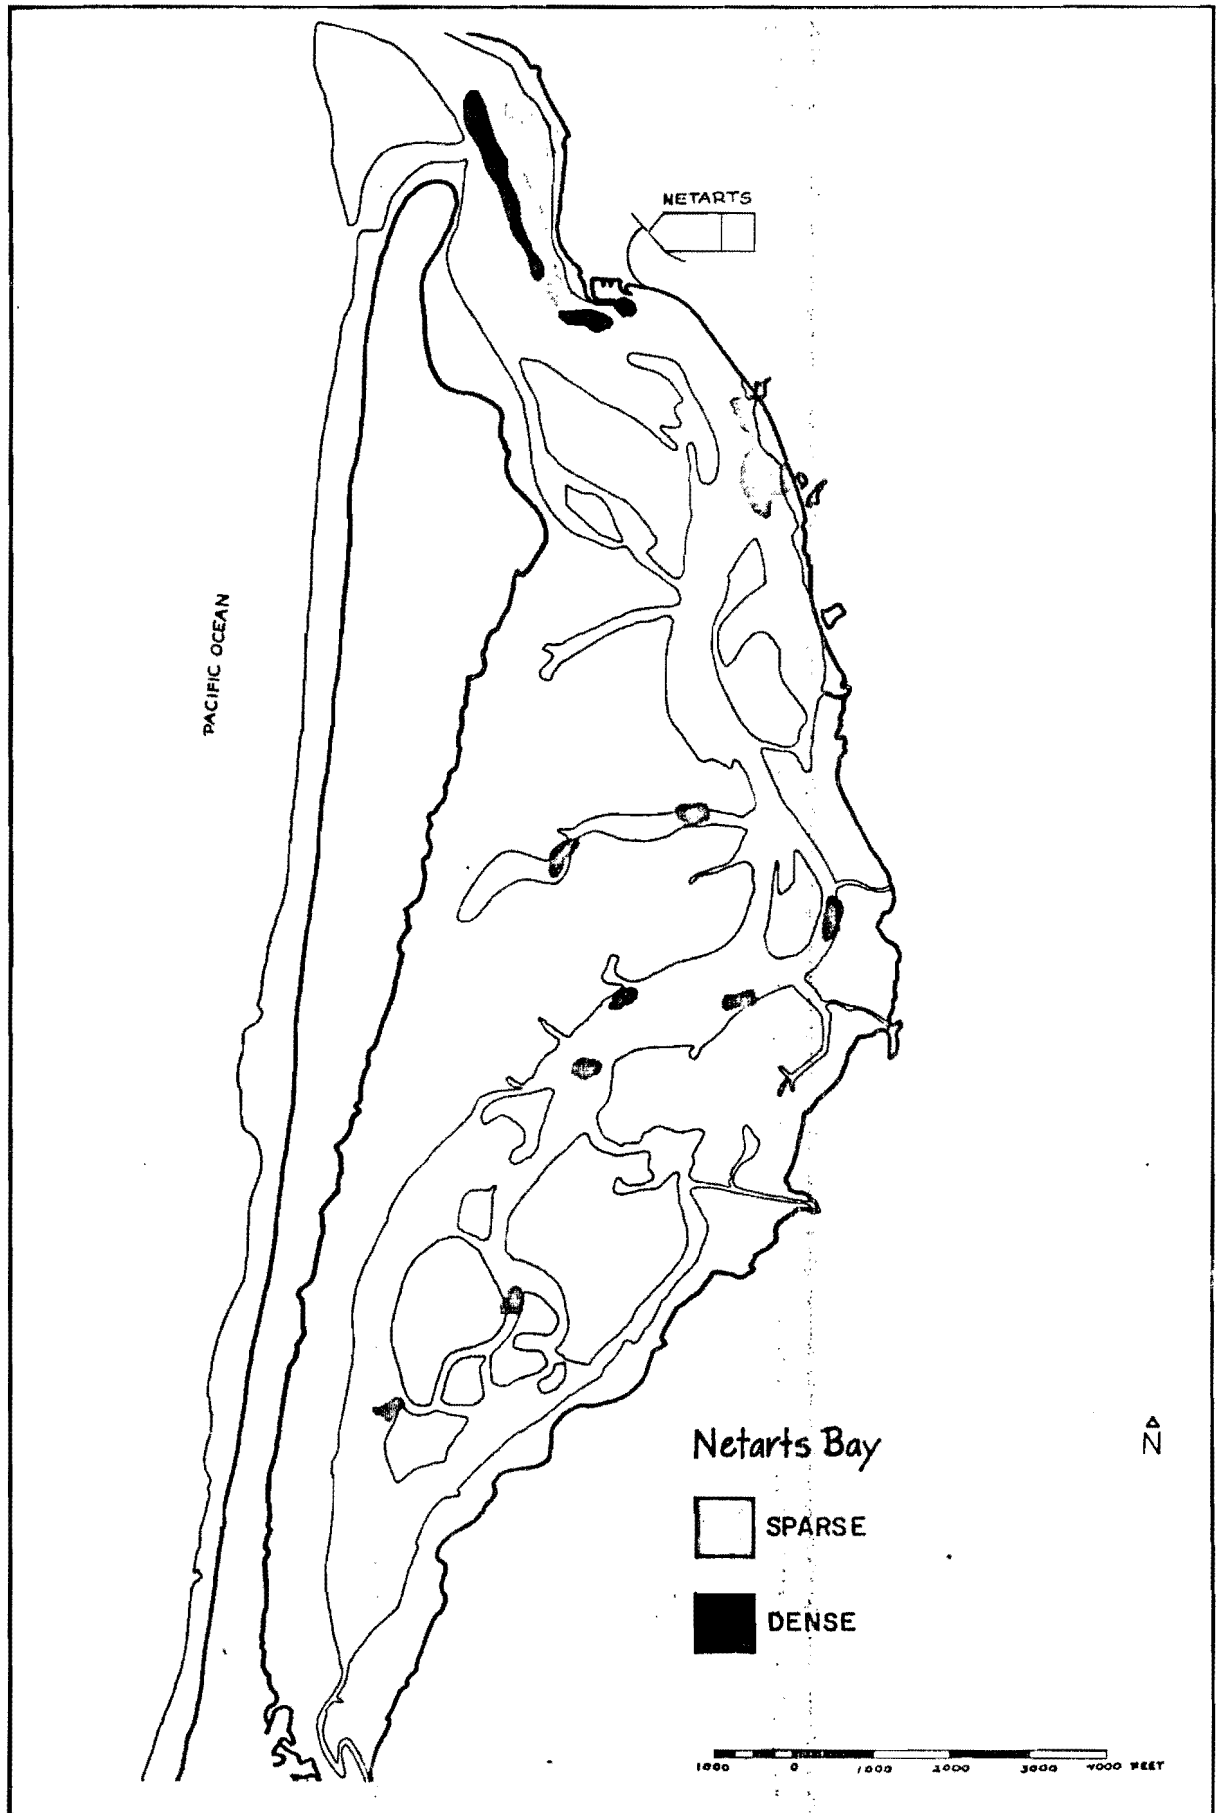 NETARTS
PACIFIC OCEAN
Netarts Bay
N
SPARSE
DENSE
1000 0 1000 2000 3000 4000 FEET